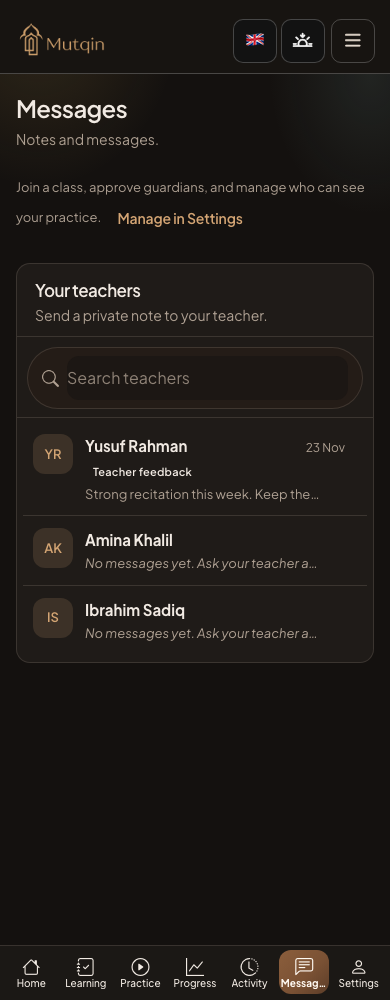 Mutqin
Messages
Notes and messages.
Join a class, approve guardians, and manage who can see
your practice. Manage in Settings
Your teachers
Send a private note to your teacher.
Search teachers
YR
Yusuf Rahman
23 Nov
Teacher feedback
Strong recitation this week. Keep the…
AK
Amina Khalil
No messages yet. Ask your teacher a…
IS
Ibrahim Sadiq
No messages yet. Ask your teacher a…
Home Learning Practice Progress Activity Messag… Settings